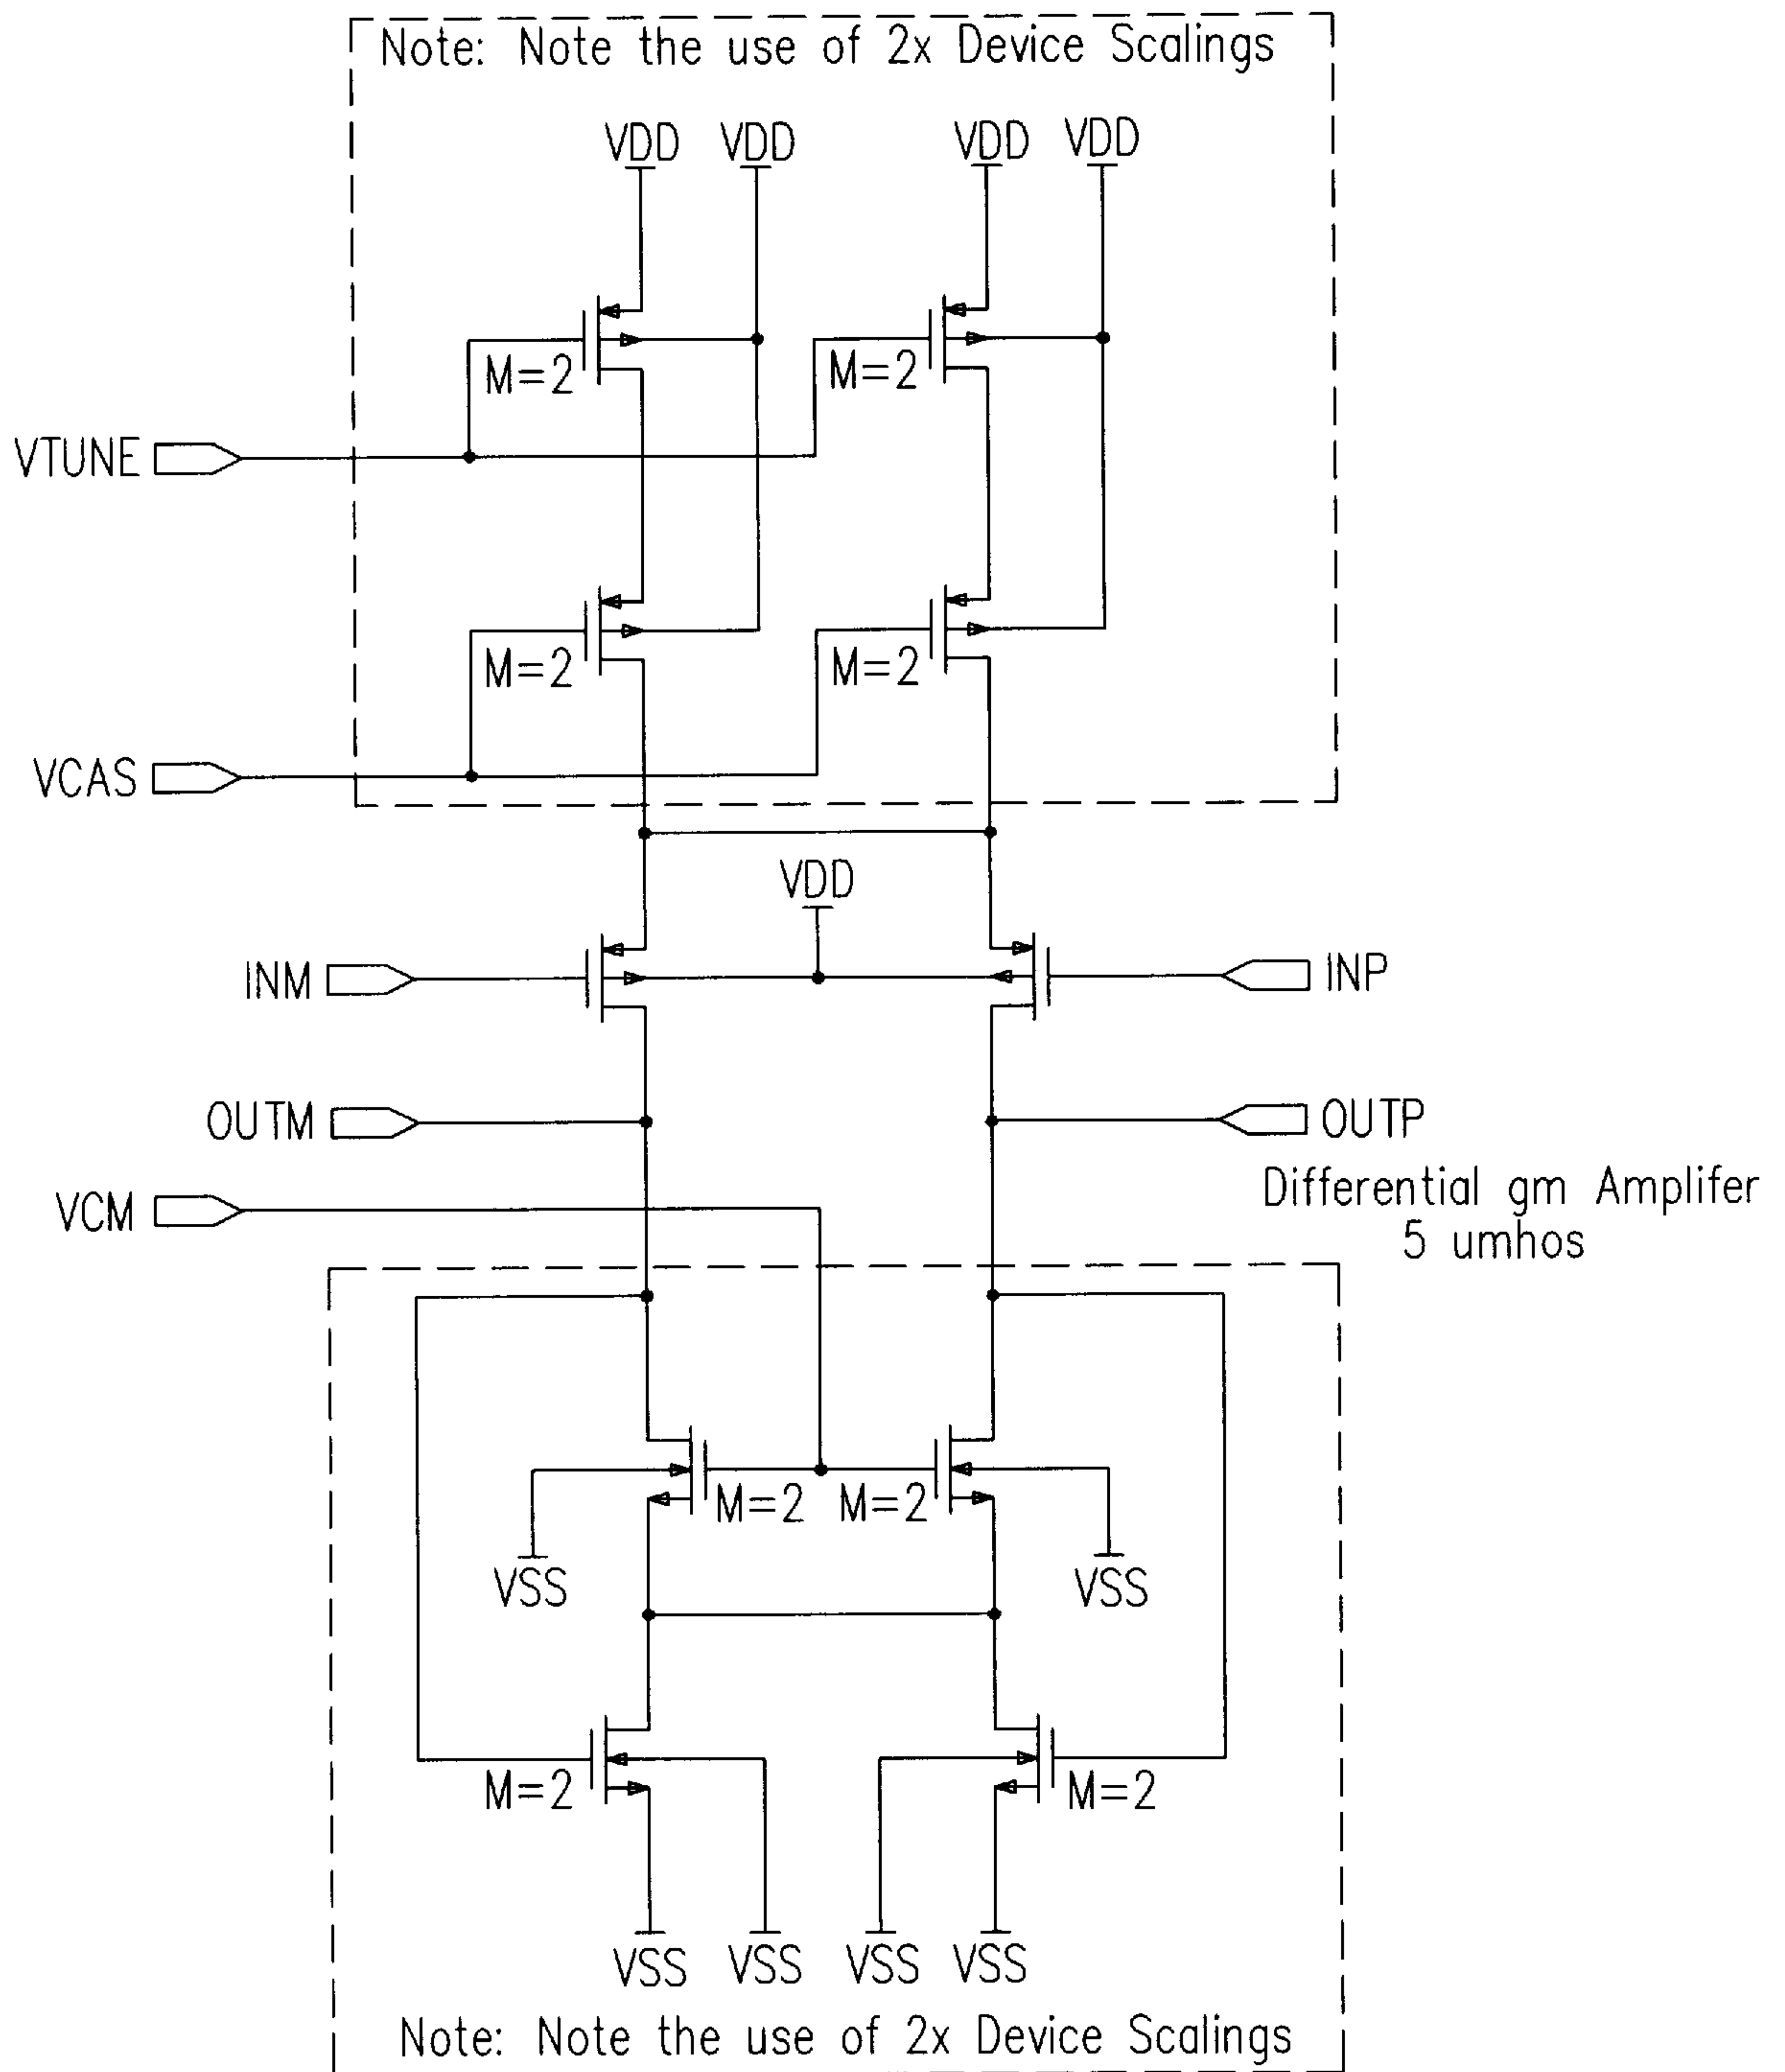 Note: Note the use of 2x Device Scalings
VDD VDD VDD VDD
M=2 M=2
VTUNE
M=2 M=2
VCAS
VDD
INM INP
OUTM OUTP
Differential gm Amplifer
VCM
5 umhos
M=2 M=2
VSS VSS
M=2 M=2
VSS VSS VSS VSS
Note: Note the use of 2x Device Scalings